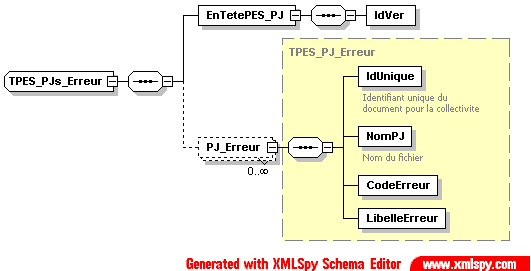 EnTetePES_PJ
IdVer
TPES_PJs_Erreur
TPES_PJ_Erreur
IdUnique
Identifiant unique du
document pour la collectivite
NomPJ
Nom du fichier
PJ_Erreur
0..∞
CodeErreur
LibelleErreur
Generated with XMLSpy Schema Editor www.xmlspy.com